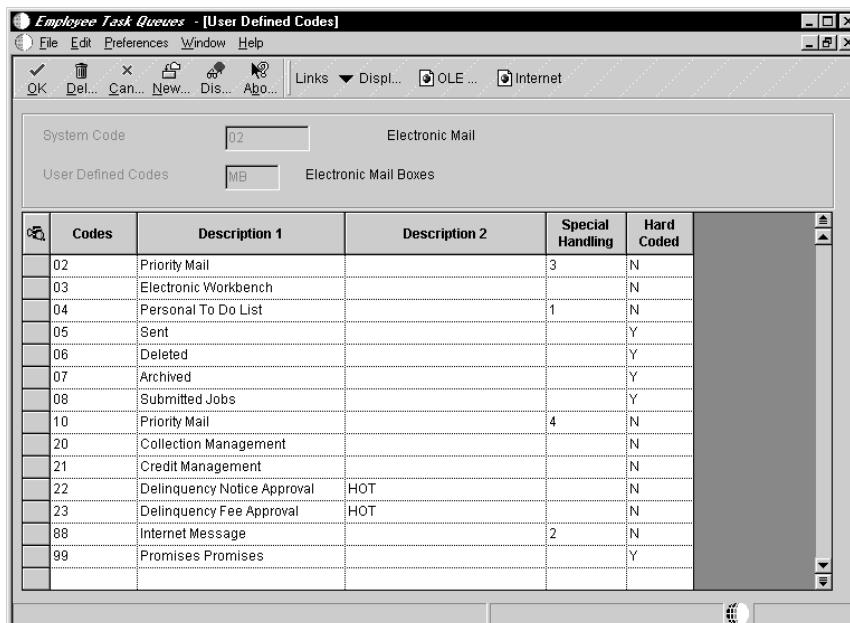 Employee Task Queues - [User Defined Codes]
File Edit Preferences Window Help
OK Del... Can... New... Dis... Abo... Links Displ... OLE ... Internet
System Code 02 Electronic Mail
User Defined Codes MB Electronic Mail Boxes
Codes Description 1 Description 2 Special Handling Hard Coded
02 Priority Mail 3 N
03 Electronic Workbench N
04 Personal To Do List 1 N
05 Sent Y
06 Deleted Y
07 Archived Y
08 Submitted Jobs Y
10 Priority Mail 4 N
20 Collection Management N
21 Credit Management N
22 Delinquency Notice Approval HOT N
23 Delinquency Fee Approval HOT N
88 Internet Message 2 N
99 Promises Promises Y